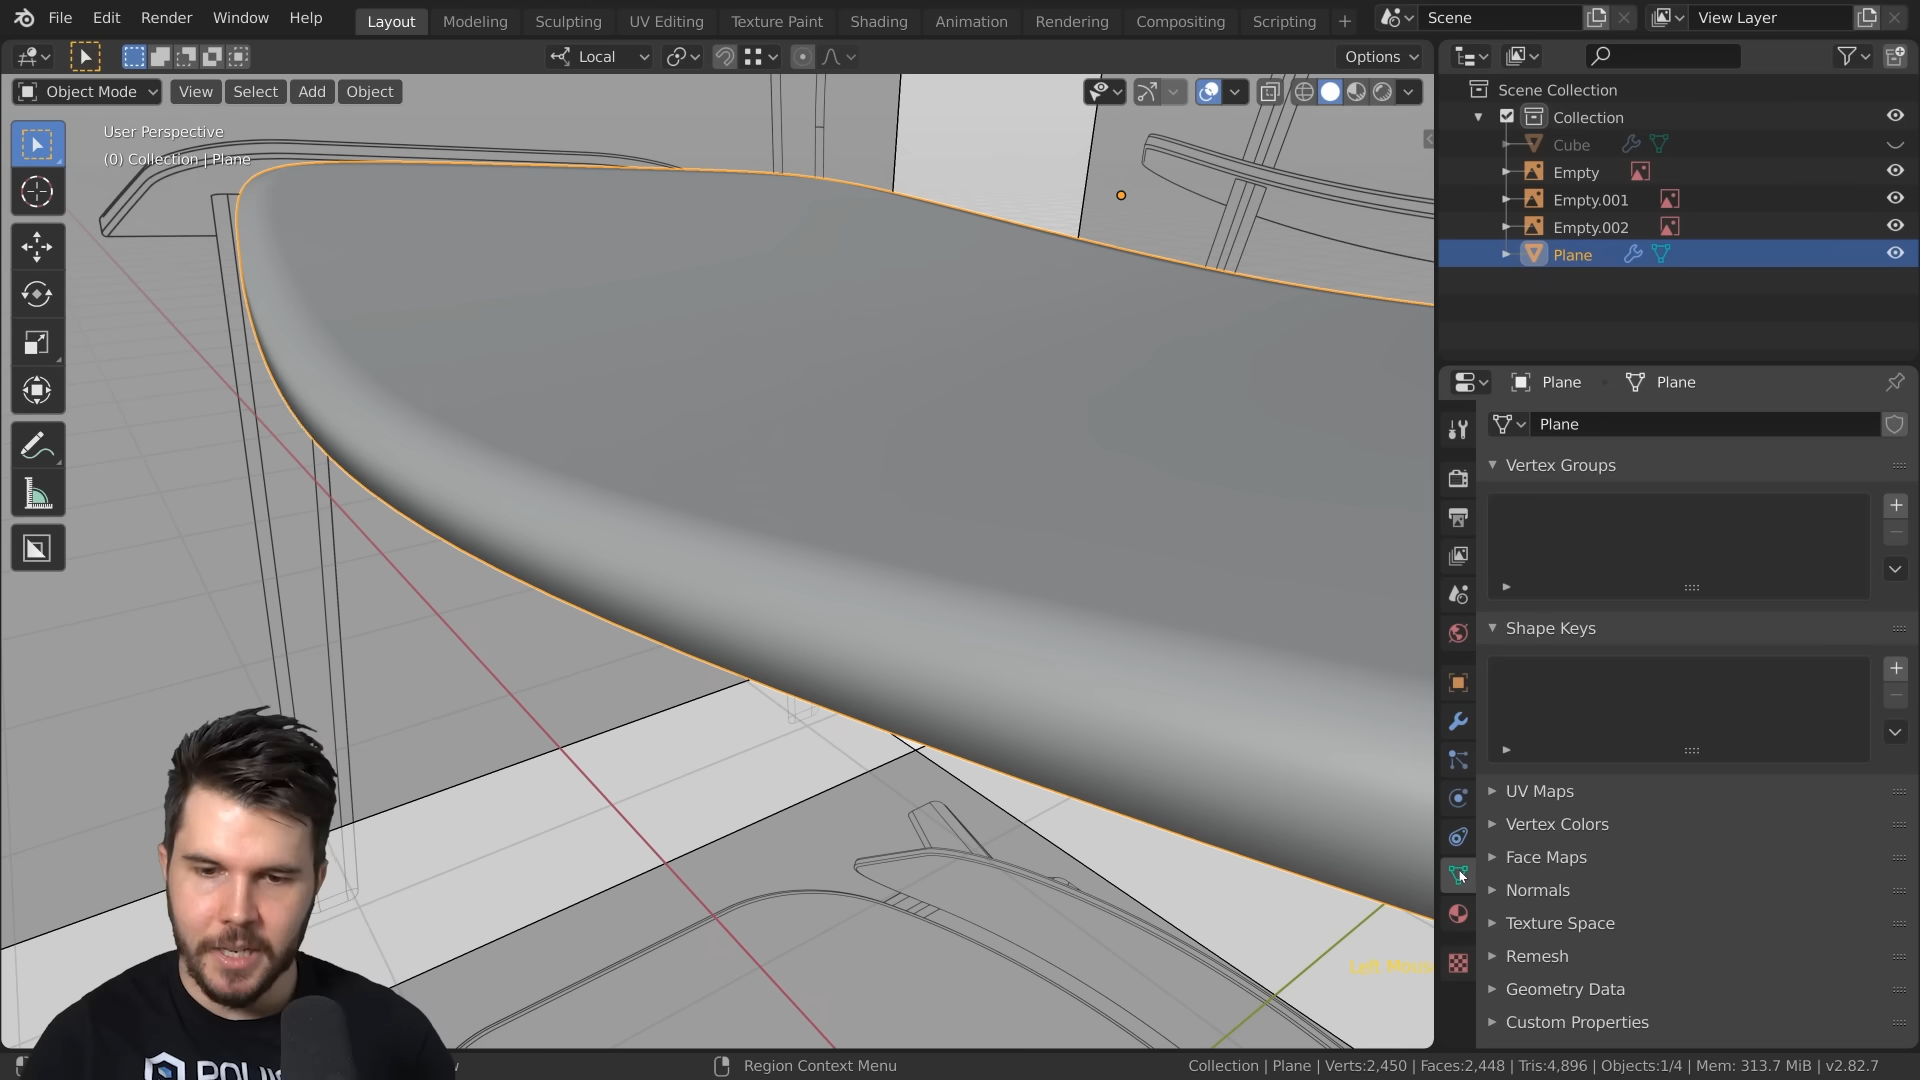 File Edit Render Window Help
Layout Modeling Sculpting UV Editing Texture Paint Shading Animation Rendering Compositing Scripting +
Scene
View Layer
Local
Options
Object Mode View Select Add Object
User Perspective
(0) Collection | Plane
Scene Collection
Collection
Cube
Empty
Empty.001
Empty.002
Plane
Plane Plane
Plane
Vertex Groups
Shape Keys
UV Maps
Vertex Colors
Face Maps
Normals
Texture Space
Remesh
Geometry Data
Custom Properties
Region Context Menu
Collection | Plane | Verts:2,450 | Faces:2,448 | Tris:4,896 | Objects:1/4 | Mem: 313.7 MiB | v2.82.7